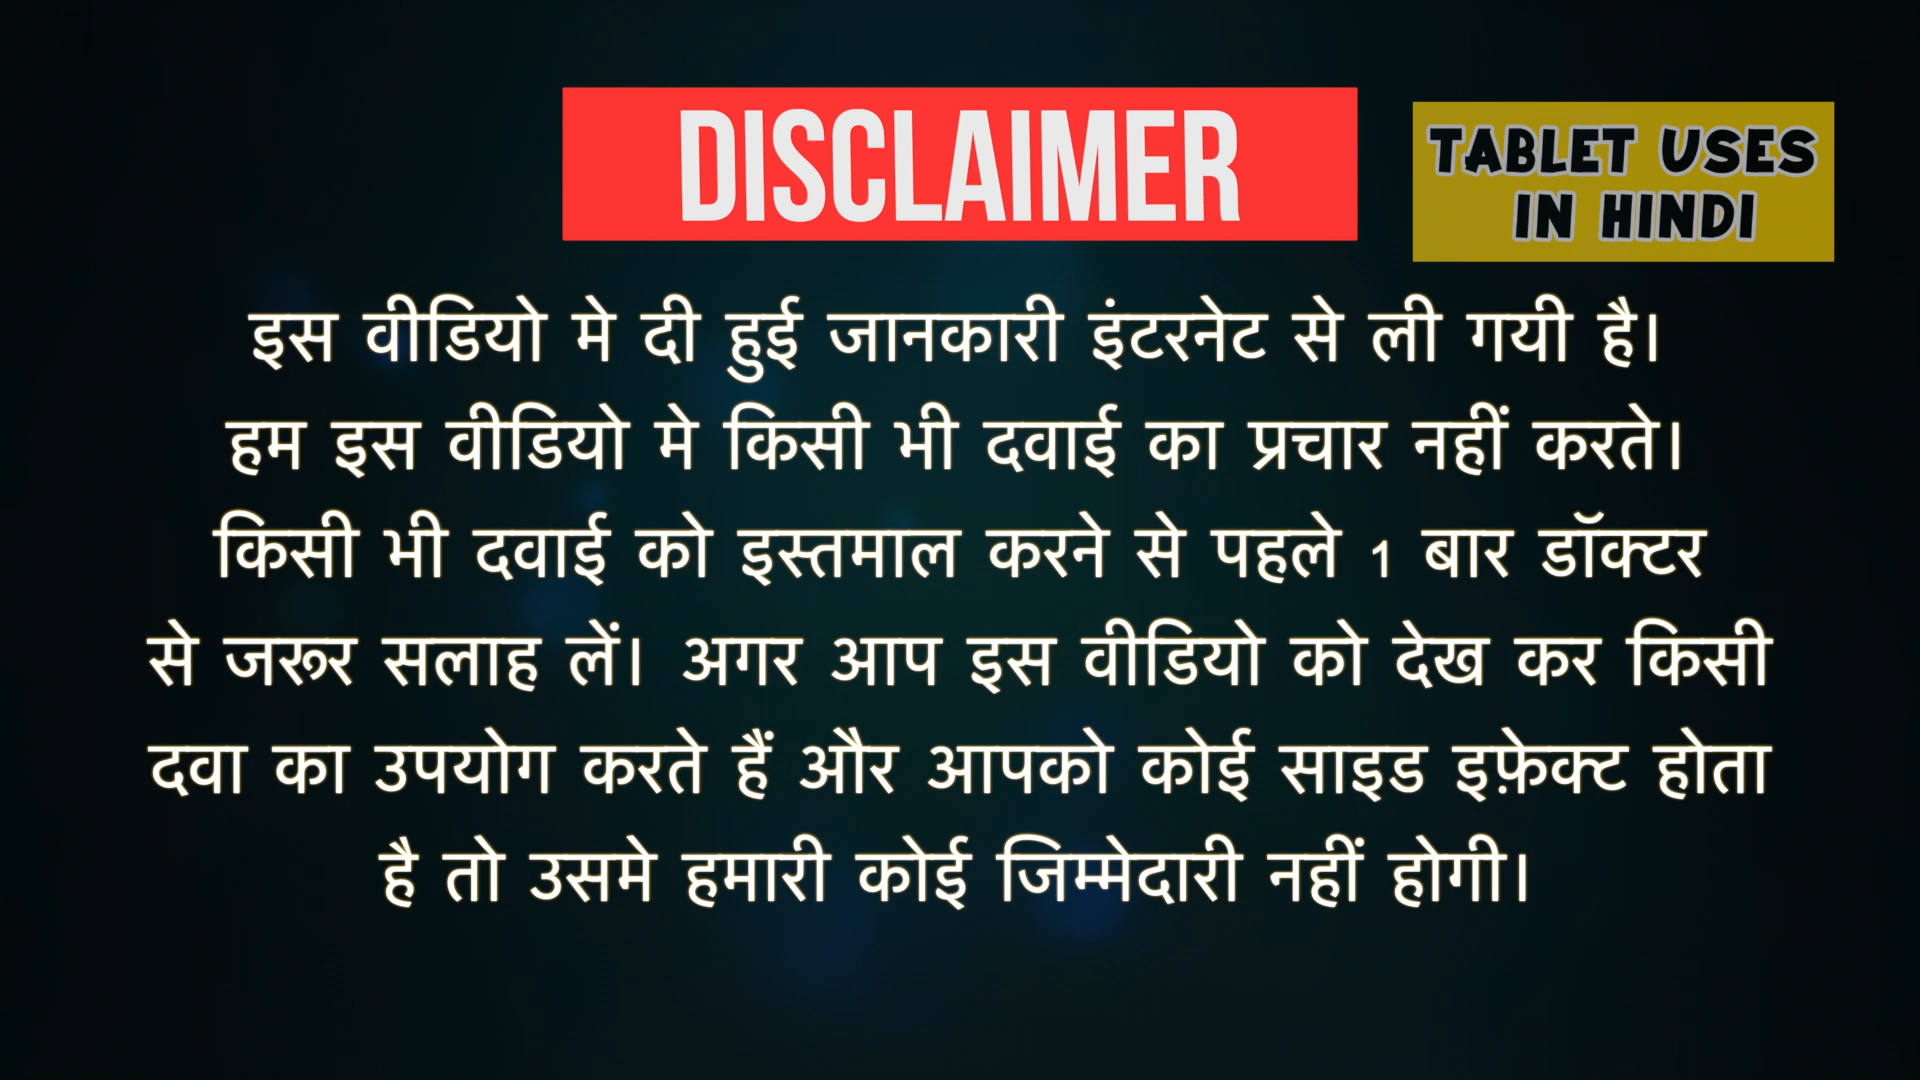 DISCLAIMER
TABLET USES
IN HINDI
इस वीडियो मे दी हुई जानकारी इंटरनेट से ली गयी है।
हम इस वीडियो मे किसी भी दवाई का प्रचार नहीं करते।
किसी भी दवाई को इस्तमाल करने से पहले 1 बार डॉक्टर
से जरूर सलाह लें। अगर आप इस वीडियो को देख कर किसी
दवा का उपयोग करते हैं और आपको कोई साइड इफ़ेक्ट होता
है तो उसमे हमारी कोई जिम्मेदारी नहीं होगी।